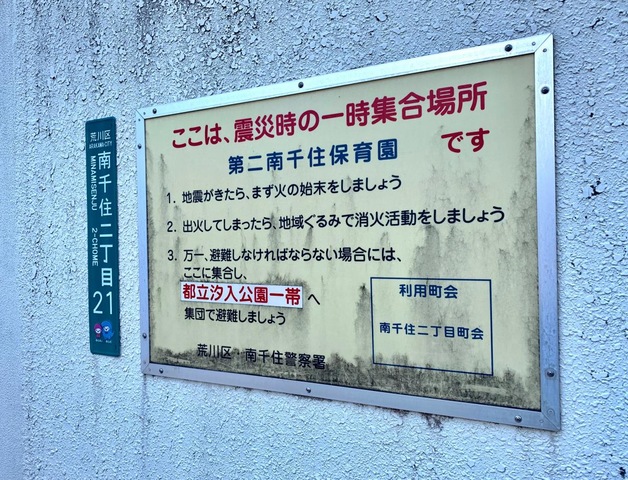 荒川区
ARAKAWA-CITY
南千住二丁目
MINAMISENJU
2-CHOME
21
ここは、震災時の一時集合場所
です
第二南千住保育園
1. 地震がきたら、まず火の始末をしましょう
2. 出火してしまったら、地域ぐるみで消火活動をしましょう
3. 万一、避難しなければならない場合には、
ここに集合し、
都立汐入公園一帯へ
集団で避難しましょう
利用町会
南千住二丁目町会
荒川区・南千住警察署